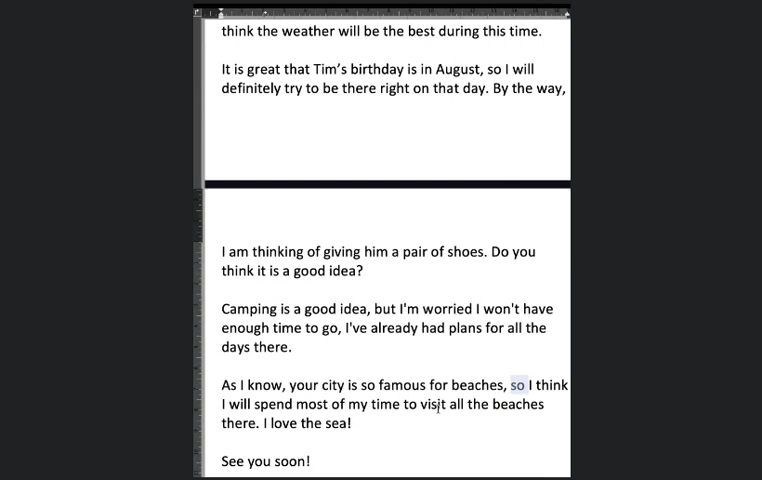 think the weather will be the best during this time.
It is great that Tim's birthday is in August, so I will
definitely try to be there right on that day. By the way,
I am thinking of giving him a pair of shoes. Do you
think it is a good idea?
Camping is a good idea, but I'm worried I won't have
enough time to go, I've already had plans for all the
days there.
As I know, your city is so famous for beaches, so I think
I will spend most of my time to visit all the beaches
there. I love the sea!
See you soon!